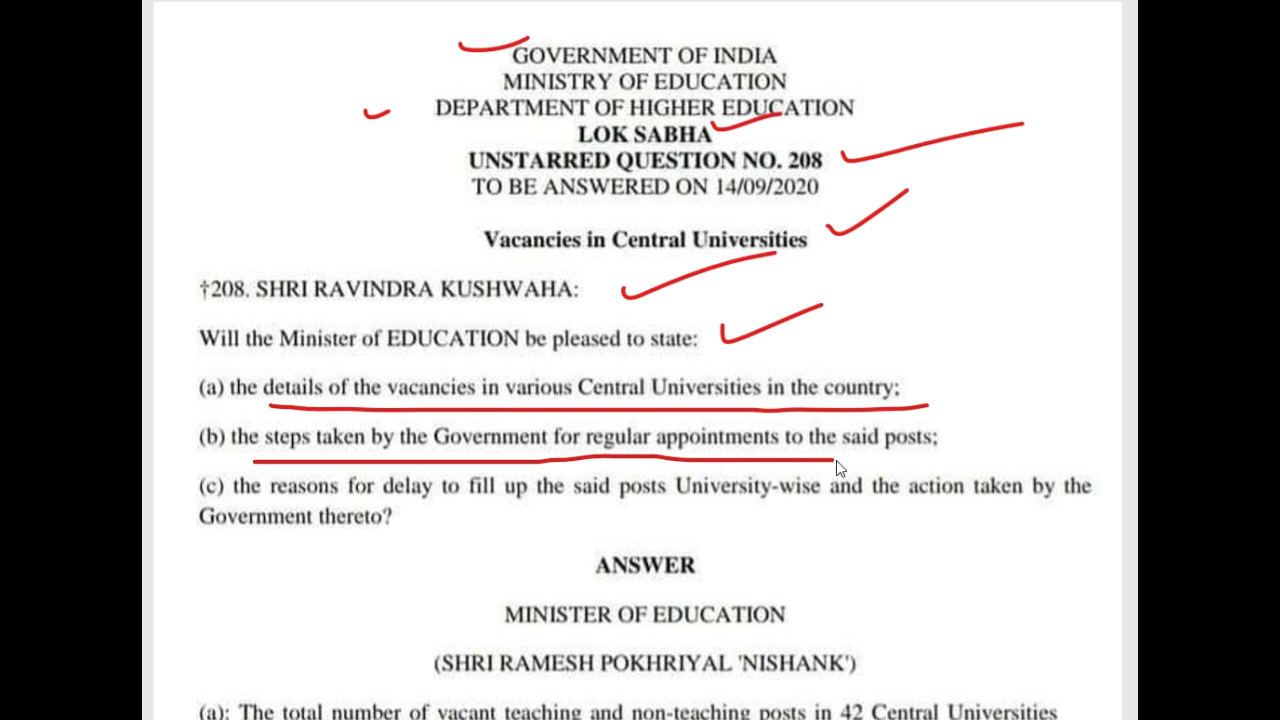 GOVERNMENT OF INDIA
MINISTRY OF EDUCATION
DEPARTMENT OF HIGHER EDUCATION
LOK SABHA
UNSTARRED QUESTION NO. 208
TO BE ANSWERED ON 14/09/2020
Vacancies in Central Universities
†208. SHRI RAVINDRA KUSHWAHA:
Will the Minister of EDUCATION be pleased to state:
(a) the details of the vacancies in various Central Universities in the country;
(b) the steps taken by the Government for regular appointments to the said posts;
(c) the reasons for delay to fill up the said posts University-wise and the action taken by the
Government thereto?
ANSWER
MINISTER OF EDUCATION
(SHRI RAMESH POKHRIYAL 'NISHANK')
(a): The total number of vacant teaching and non-teaching posts in 42 Central Universities